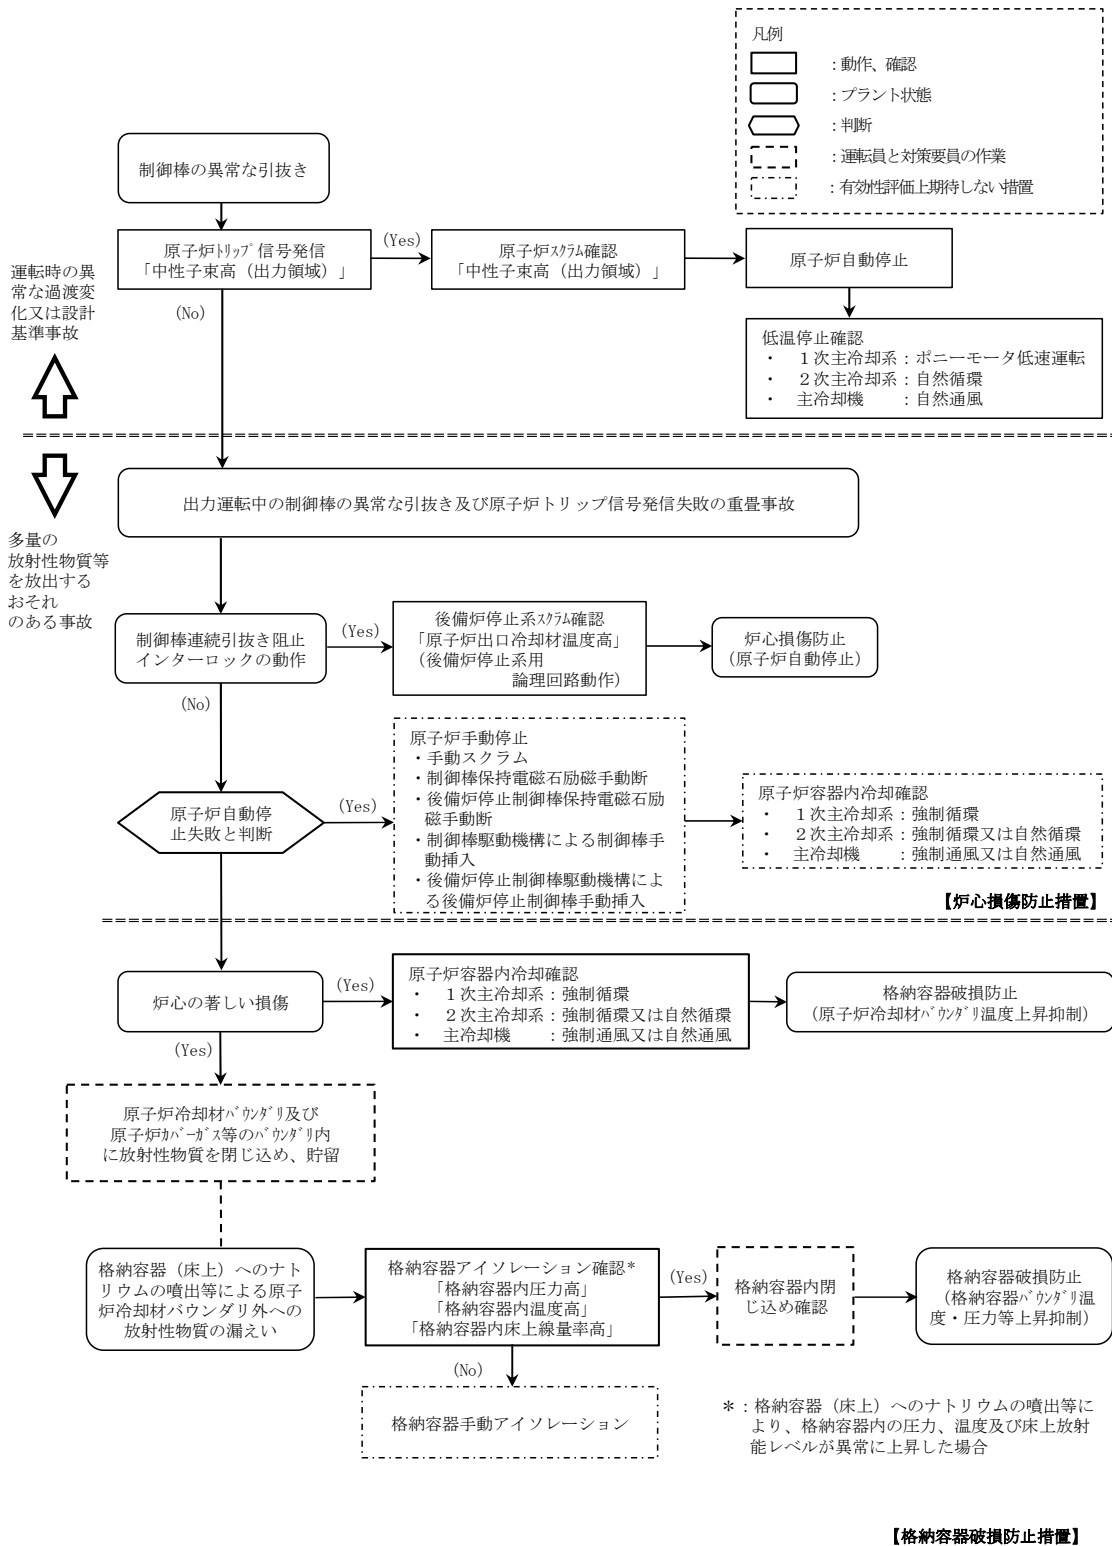 凡例
：動作、確認
：プラント状態
：判断
：運転員と対策要員の作業
：有効性評価上期待しない措置
制御棒の異常な引抜き
原子炉ﾄﾘｯﾌﾟ信号発信
「中性子束高（出力領域）」
(Yes)
原子炉ｽｸﾗﾑ確認
「中性子束高（出力領域）」
原子炉自動停止
(No)
低温停止確認
・　１次主冷却系：ポニーモータ低速運転
・　２次主冷却系：自然循環
・　主冷却機　　：自然通風
運転時の異
常な過渡変
化又は設計
基準事故
多量の
放射性物質等
を放出する
おそれ
のある事故
出力運転中の制御棒の異常な引抜き及び原子炉トリップ信号発信失敗の重畳事故
制御棒連続引抜き阻止
インターロックの動作
(Yes)
後備炉停止系ｽｸﾗﾑ確認
「原子炉出口冷却材温度高」
（後備炉停止系用
論理回路動作）
炉心損傷防止
（原子炉自動停止）
(No)
原子炉自動停
止失敗と判断
(Yes)
原子炉手動停止
・手動スクラム
・制御棒保持電磁石励磁手動断
・後備炉停止制御棒保持電磁石励
磁手動断
・制御棒駆動機構による制御棒手
動挿入
・後備炉停止制御棒駆動機構によ
る後備炉停止制御棒手動挿入
原子炉容器内冷却確認
・　１次主冷却系：強制循環
・　２次主冷却系：強制循環又は自然循環
・　主冷却機　　：強制通風又は自然通風
【炉心損傷防止措置】
炉心の著しい損傷
(Yes)
原子炉容器内冷却確認
・　１次主冷却系：強制循環
・　２次主冷却系：強制循環又は自然循環
・　主冷却機　　：強制通風又は自然通風
格納容器破損防止
（原子炉冷却材ﾊﾞｳﾝﾀﾞﾘ温度上昇抑制）
(Yes)
原子炉冷却材ﾊﾞｳﾝﾀﾞﾘ及び
原子炉ｶﾊﾞｰｶﾞｽ等のﾊﾞｳﾝﾀﾞﾘ内
に放射性物質を閉じ込め、貯留
格納容器（床上）へのナト
リウムの噴出等による原子
炉冷却材バウンダリ外への
放射性物質の漏えい
格納容器アイソレーション確認*
「格納容器内圧力高」
「格納容器内温度高」
「格納容器内床上線量率高」
(Yes)
格納容器内閉
じ込め確認
格納容器破損防止
（格納容器ﾊﾞｳﾝﾀﾞﾘ温
度・圧力等上昇抑制）
(No)
格納容器手動アイソレーション
＊：格納容器（床上）へのナトリウムの噴出等に
より、格納容器内の圧力、温度及び床上放射
能レベルが異常に上昇した場合
【格納容器破損防止措置】